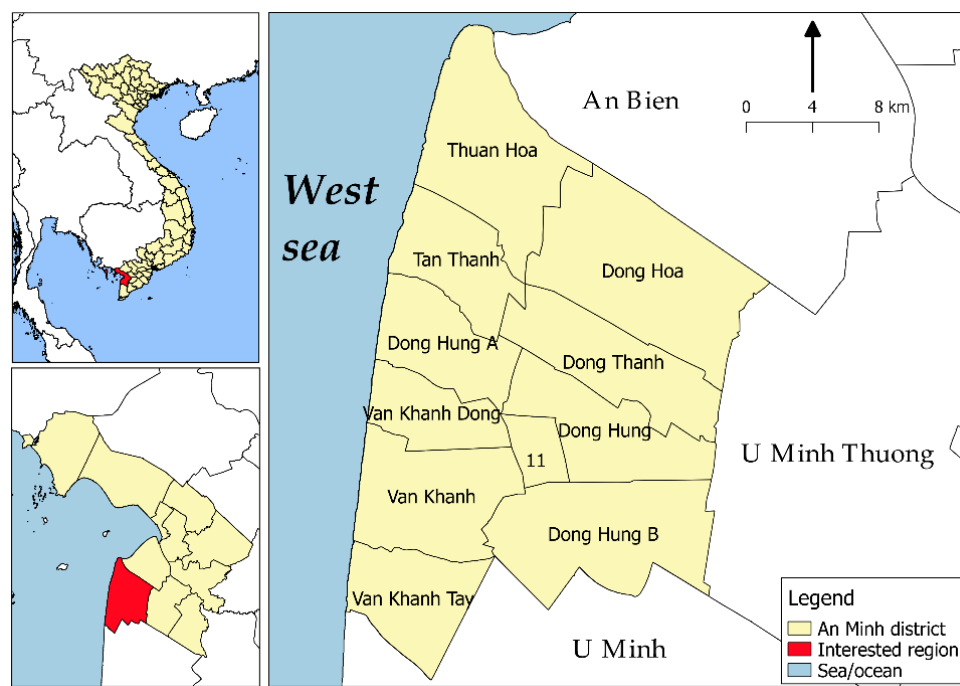 An Bien
0 4 8 km
Thuan Hoa
West
sea
Tan Thanh
Dong Hoa
Dong Hung A
Dong Thanh
Van Khanh Dong
Dong Hung
U Minh Thuong
11
Van Khanh
Dong Hung B
Van Khanh Tay
U Minh
Legend
An Minh district
Interested region
Sea/ocean